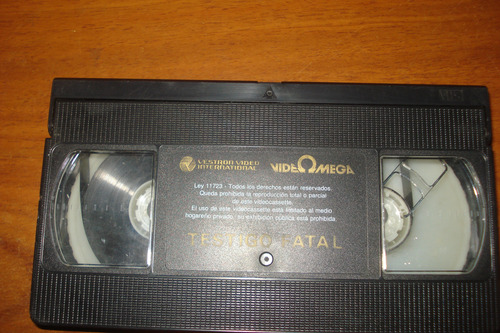 VESTRON VIDEO
INTERNATIONAL
VIDEOMEGA
Ley 11723 - Todos los derechos están reservados.
Queda prohibida la reproducción total o parcial
de este videocassette.
El uso de este videocassette está limitado al medio
hogareño privado, su exhibición pública está prohibida.
TESTIGO FATAL
VHS